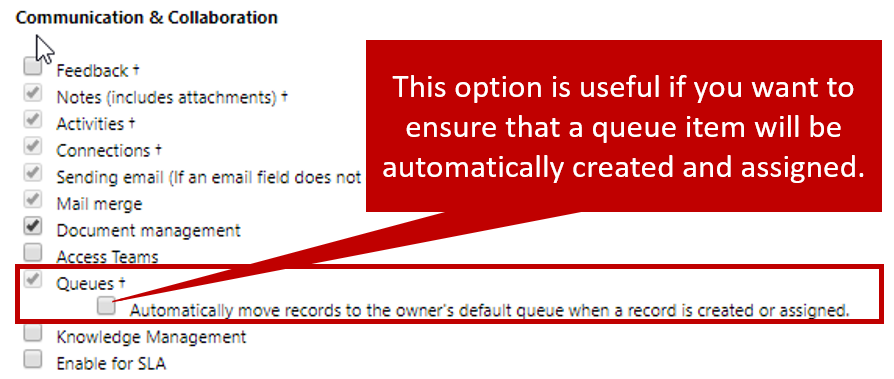 Communication & Collaboration
Feedback †
Notes (includes attachments) †
Activities †
Connections †
Sending email (If an email field does not
Mail merge
Document management
Access Teams
Queues †
Automatically move records to the owner's default queue when a record is created or assigned.
Knowledge Management
Enable for SLA
This option is useful if you want to
ensure that a queue item will be
automatically created and assigned.